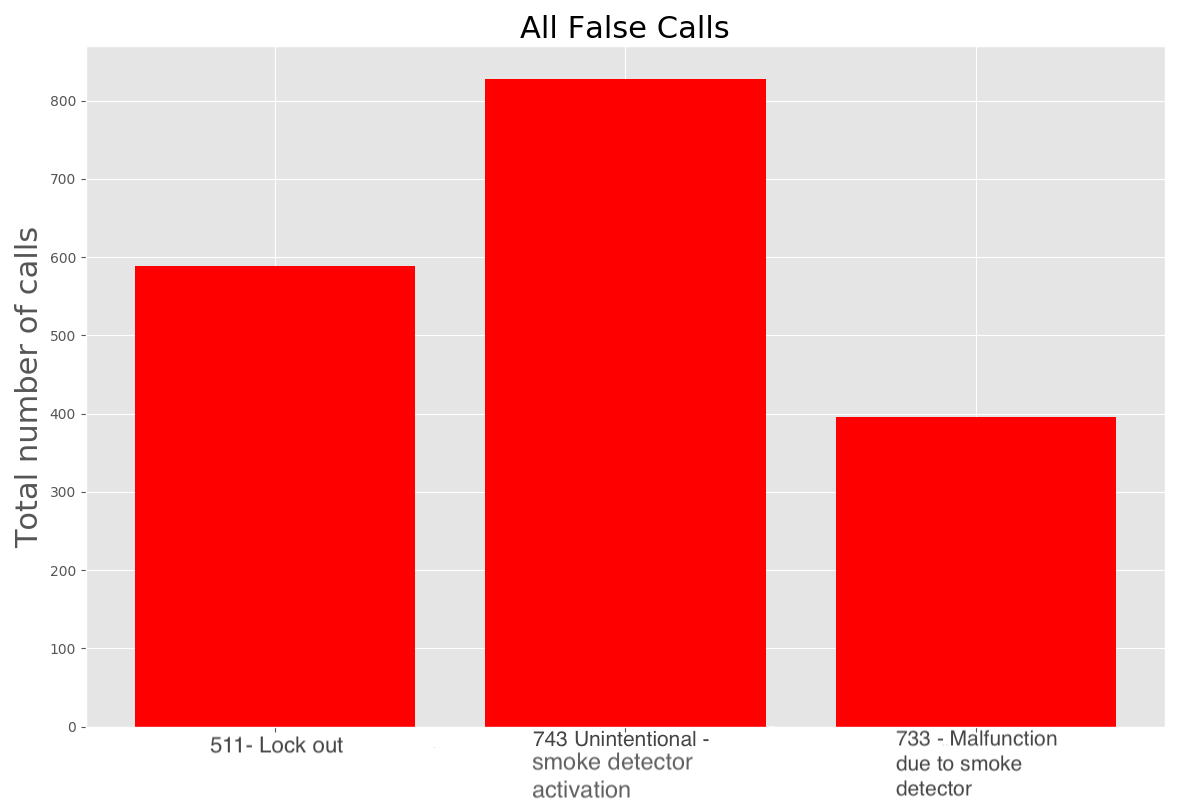 All False Calls
Total number of calls
800
700
600
500
400
300
200
100
0
511- Lock out
743 Unintentional -
smoke detector
activation
733 - Malfunction
due to smoke
detector